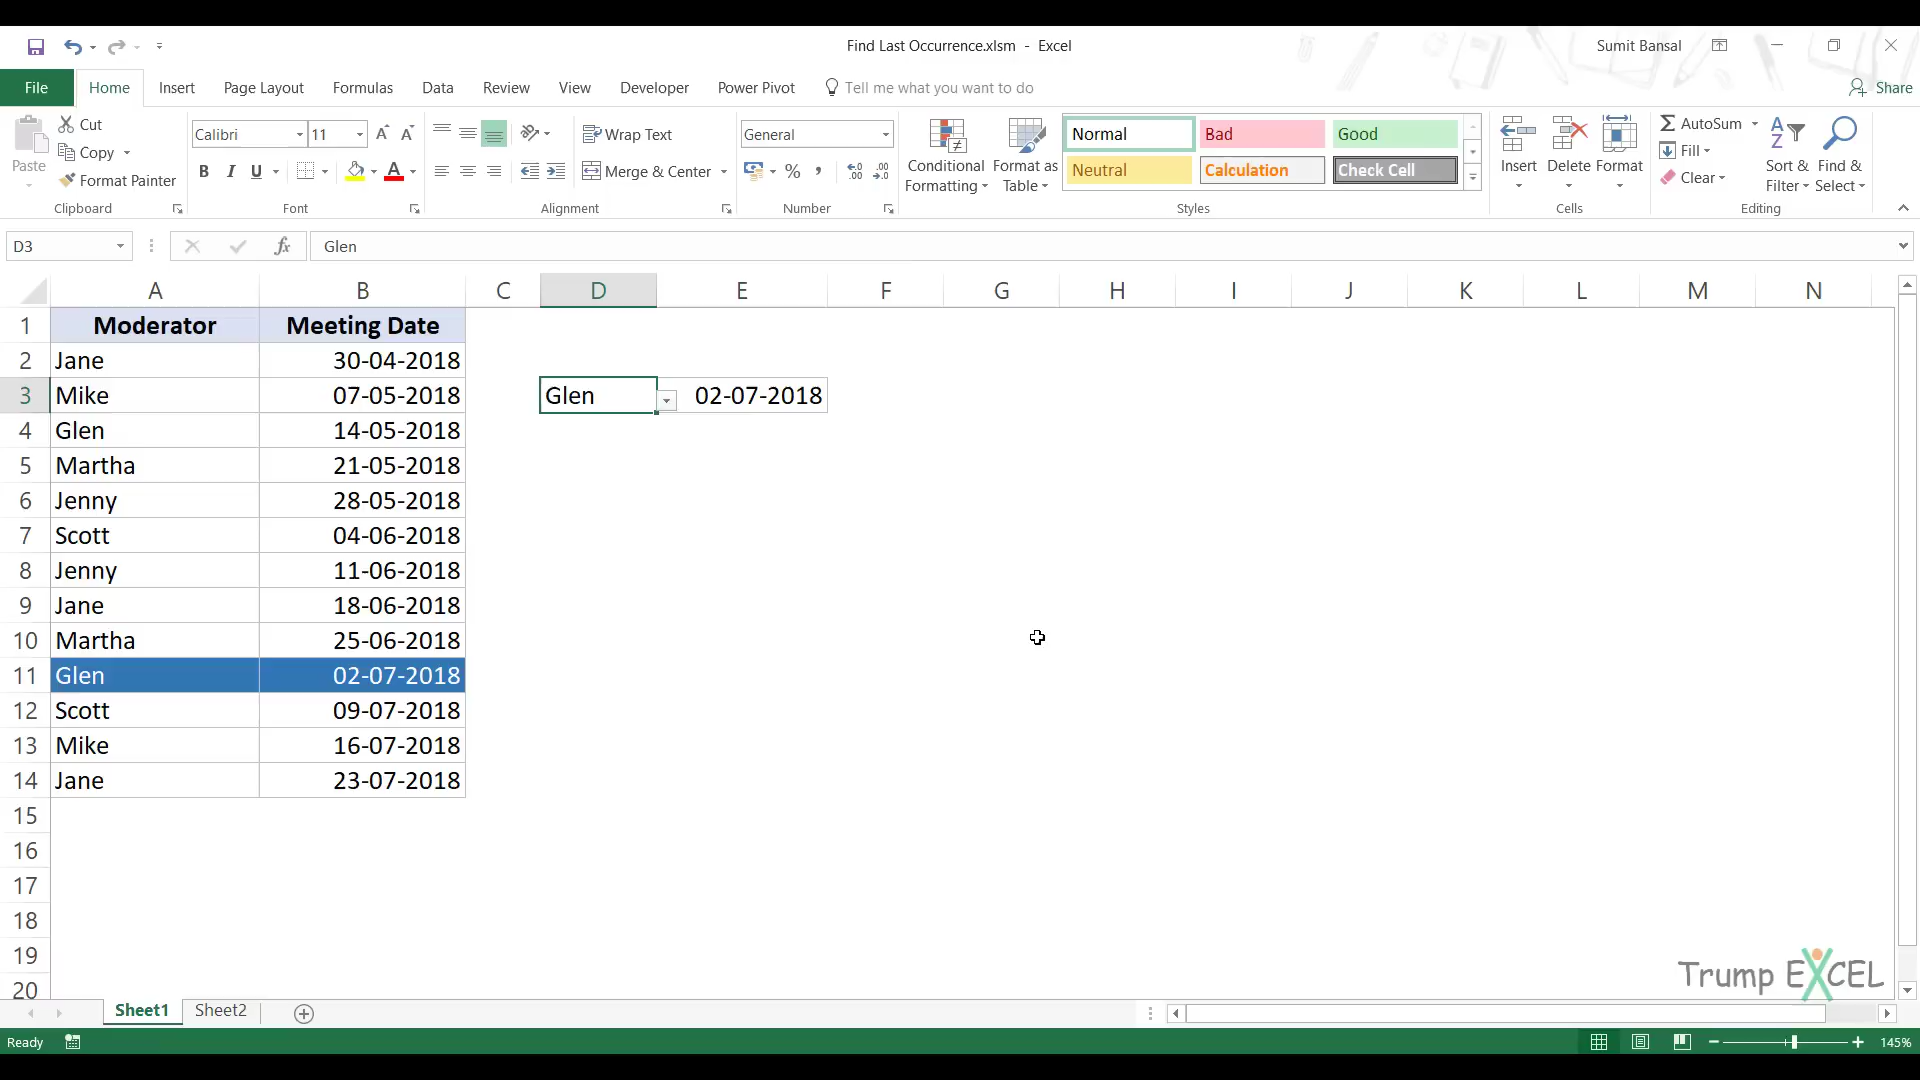 Find Last Occurrence.xlsm - Excel
Sumit Bansal
File Home Insert Page Layout Formulas Data Review View Developer Power Pivot Tell me what you want to do Share
Paste
Cut
Copy
Format Painter
Clipboard
Calibri 11
B I U
Font
Wrap Text
Merge & Center
Alignment
General
Number
Conditional Formatting
Format as Table
Normal Bad Good
Neutral Calculation Check Cell
Styles
Insert Delete Format
Cells
AutoSum
Fill
Clear
Sort & Filter
Find & Select
Editing
D3 fx Glen
A B C D E F G H I J K L M N
1 Moderator Meeting Date
2 Jane 30-04-2018
3 Mike 07-05-2018 Glen 02-07-2018
4 Glen 14-05-2018
5 Martha 21-05-2018
6 Jenny 28-05-2018
7 Scott 04-06-2018
8 Jenny 11-06-2018
9 Jane 18-06-2018
10 Martha 25-06-2018
11 Glen 02-07-2018
12 Scott 09-07-2018
13 Mike 16-07-2018
14 Jane 23-07-2018
15
16
17
18
19
20
Trump EXCEL
Sheet1 Sheet2
Ready 145%